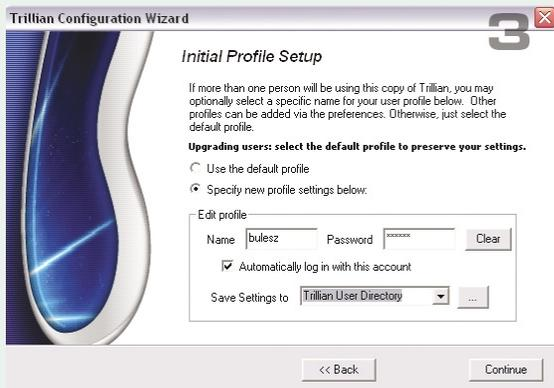 Trillian Configuration Wizard
3
Initial Profile Setup
If more than one person will be using this copy of Trillian, you may
optionally select a specific name for your user profile below. Other
profiles can be added via the preferences. Otherwise, just select the
default profile.
Upgrading users: select the default profile to preserve your settings.
Use the default profile
Specify new profile settings below:
Edit profile
Name bulesz Password xxxxxx Clear
Automatically log in with this account
Save Settings to Trillian User Directory ...
<< Back Continue